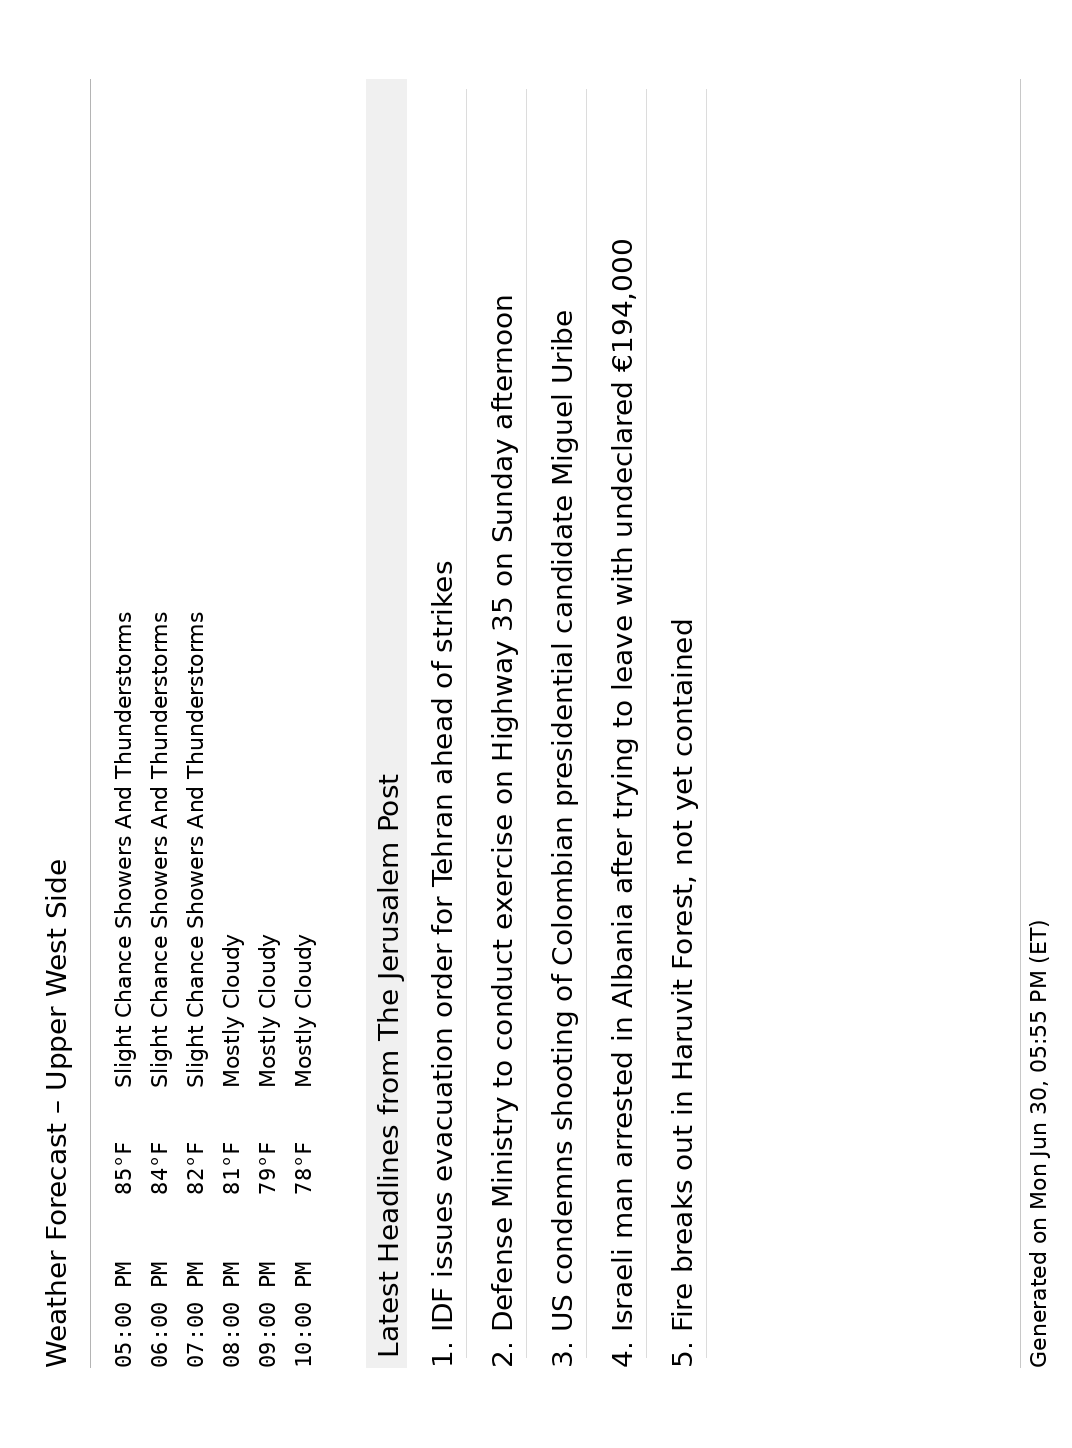 Weather Forecast – Upper West Side
05:00 PM 85°F Slight Chance Showers And Thunderstorms
06:00 PM 84°F Slight Chance Showers And Thunderstorms
07:00 PM 82°F Slight Chance Showers And Thunderstorms
08:00 PM 81°F Mostly Cloudy
09:00 PM 79°F Mostly Cloudy
10:00 PM 78°F Mostly Cloudy
Latest Headlines from The Jerusalem Post
1. IDF issues evacuation order for Tehran ahead of strikes
2. Defense Ministry to conduct exercise on Highway 35 on Sunday afternoon
3. US condemns shooting of Colombian presidential candidate Miguel Uribe
4. Israeli man arrested in Albania after trying to leave with undeclared €194,000
5. Fire breaks out in Haruvit Forest, not yet contained
Generated on Mon Jun 30, 05:55 PM (ET)